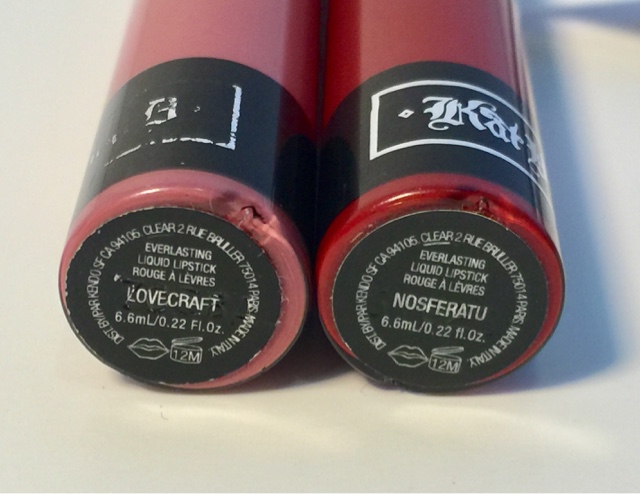 B
Kat
DIST. BY/PAR KENDO SF CA 94105. CLEAR 2 RUE BRULLER 75014 PARIS. MADE IN ITALY.
EVERLASTING
LIQUID LIPSTICK
ROUGE À LÈVRES
LOVECRAFT
6.6mL/0.22 Fl.Oz.
12M
DIST. BY/PAR KENDO SF CA 94105. CLEAR 2 RUE BRULLER 75014 PARIS. MADE IN ITALY.
EVERLASTING
LIQUID LIPSTICK
ROUGE À LÈVRES
NOSFERATU
6.6mL/0.22 fl.oz.
12M